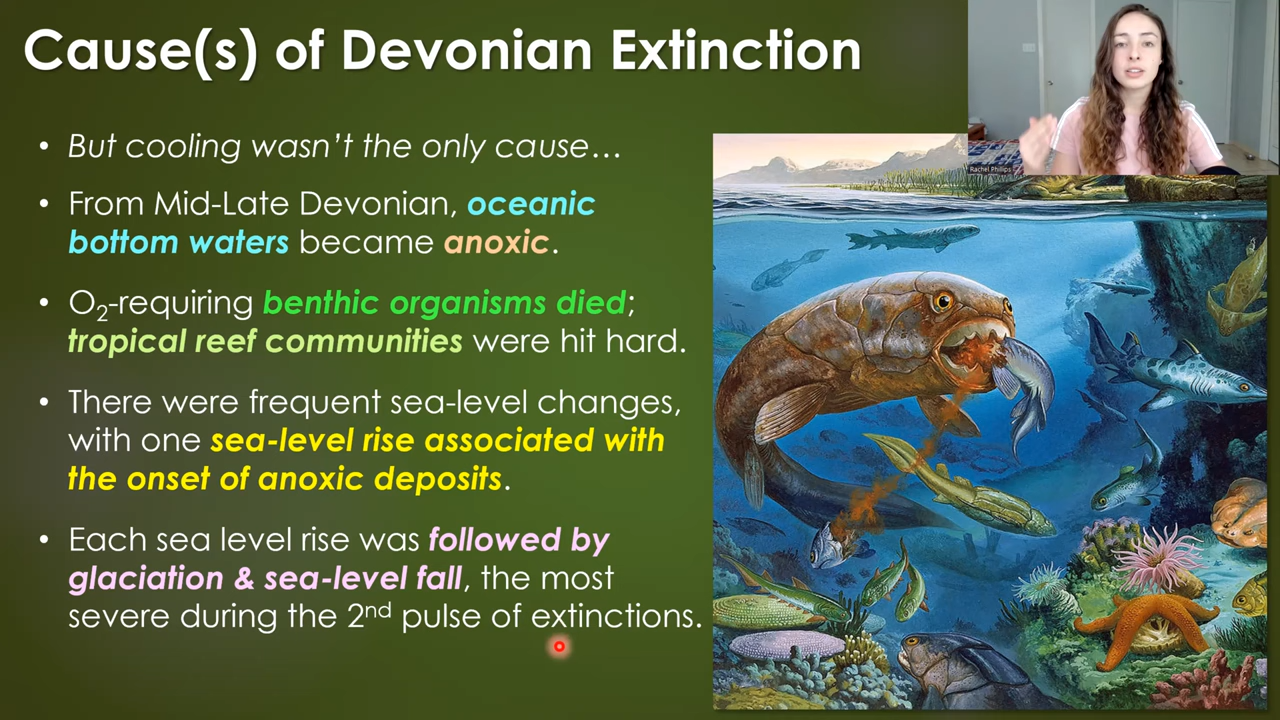 Cause(s) of Devonian Extinction
Rachel Phillips
• But cooling wasn't the only cause…
• From Mid-Late Devonian, oceanic
bottom waters became anoxic.
• O₂-requiring benthic organisms died;
tropical reef communities were hit hard.
• There were frequent sea-level changes,
with one sea-level rise associated with
the onset of anoxic deposits.
• Each sea level rise was followed by
glaciation & sea-level fall, the most
severe during the 2nd pulse of extinctions.